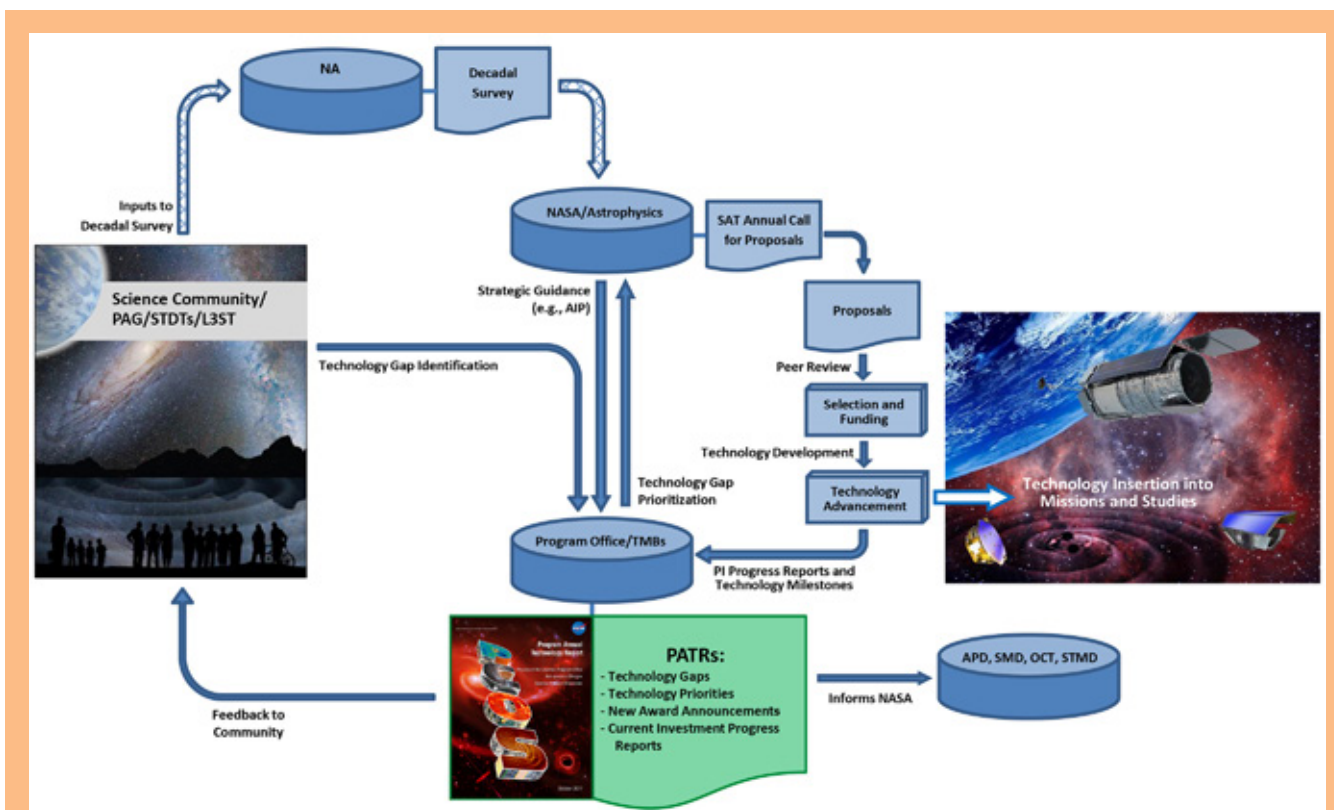 NA
Decadal
Survey
Inputs to
Decadal Survey
NASA/Astrophysics
SAT Annual Call
for Proposals
Science Community/
PAG/STDTs/L3ST
Strategic Guidance
(e.g., AIP)
Proposals
Technology Gap Identification
Peer Review
Selection and
Funding
Technology Development
Technology Gap
Prioritization
Technology
Advancement
Technology Insertion into
Missions and Studies
Program Office/TMBs
PI Progress Reports and
Technology Milestones
Program Annual
Technology Report
PCOS
PATRs:
- Technology Gaps
- Technology Priorities
- New Award Announcements
- Current Investment Progress
Reports
APD, SMD, OCT, STMD
Informs NASA
Feedback to
Community